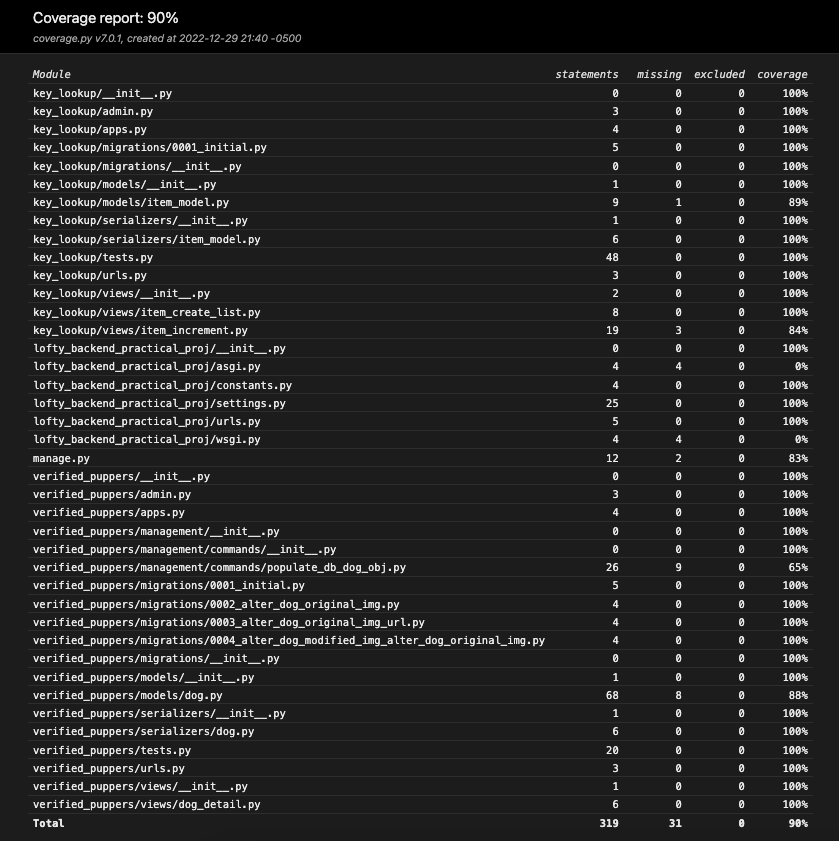 Coverage report: 90%
coverage.py v7.0.1, created at 2022-12-29 21:40 -0500
Module statements missing excluded coverage
key_lookup/__init__.py 0 0 0 100%
key_lookup/admin.py 3 0 0 100%
key_lookup/apps.py 4 0 0 100%
key_lookup/migrations/0001_initial.py 5 0 0 100%
key_lookup/migrations/__init__.py 0 0 0 100%
key_lookup/models/__init__.py 1 0 0 100%
key_lookup/models/item_model.py 9 1 0 89%
key_lookup/serializers/__init__.py 1 0 0 100%
key_lookup/serializers/item_model.py 6 0 0 100%
key_lookup/tests.py 48 0 0 100%
key_lookup/urls.py 3 0 0 100%
key_lookup/views/__init__.py 2 0 0 100%
key_lookup/views/item_create_list.py 8 0 0 100%
key_lookup/views/item_increment.py 19 3 0 84%
lofty_backend_practical_proj/__init__.py 0 0 0 100%
lofty_backend_practical_proj/asgi.py 4 4 0 0%
lofty_backend_practical_proj/constants.py 4 0 0 100%
lofty_backend_practical_proj/settings.py 25 0 0 100%
lofty_backend_practical_proj/urls.py 5 0 0 100%
lofty_backend_practical_proj/wsgi.py 4 4 0 0%
manage.py 12 2 0 83%
verified_puppers/__init__.py 0 0 0 100%
verified_puppers/admin.py 3 0 0 100%
verified_puppers/apps.py 4 0 0 100%
verified_puppers/management/__init__.py 0 0 0 100%
verified_puppers/management/commands/__init__.py 0 0 0 100%
verified_puppers/management/commands/populate_db_dog_obj.py 26 9 0 65%
verified_puppers/migrations/0001_initial.py 5 0 0 100%
verified_puppers/migrations/0002_alter_dog_original_img.py 4 0 0 100%
verified_puppers/migrations/0003_alter_dog_original_img_url.py 4 0 0 100%
verified_puppers/migrations/0004_alter_dog_modified_img_alter_dog_original_img.py 4 0 0 100%
verified_puppers/migrations/__init__.py 0 0 0 100%
verified_puppers/models/__init__.py 1 0 0 100%
verified_puppers/models/dog.py 68 8 0 88%
verified_puppers/serializers/__init__.py 1 0 0 100%
verified_puppers/serializers/dog.py 6 0 0 100%
verified_puppers/tests.py 20 0 0 100%
verified_puppers/urls.py 3 0 0 100%
verified_puppers/views/__init__.py 1 0 0 100%
verified_puppers/views/dog_detail.py 6 0 0 100%
Total 319 31 0 90%